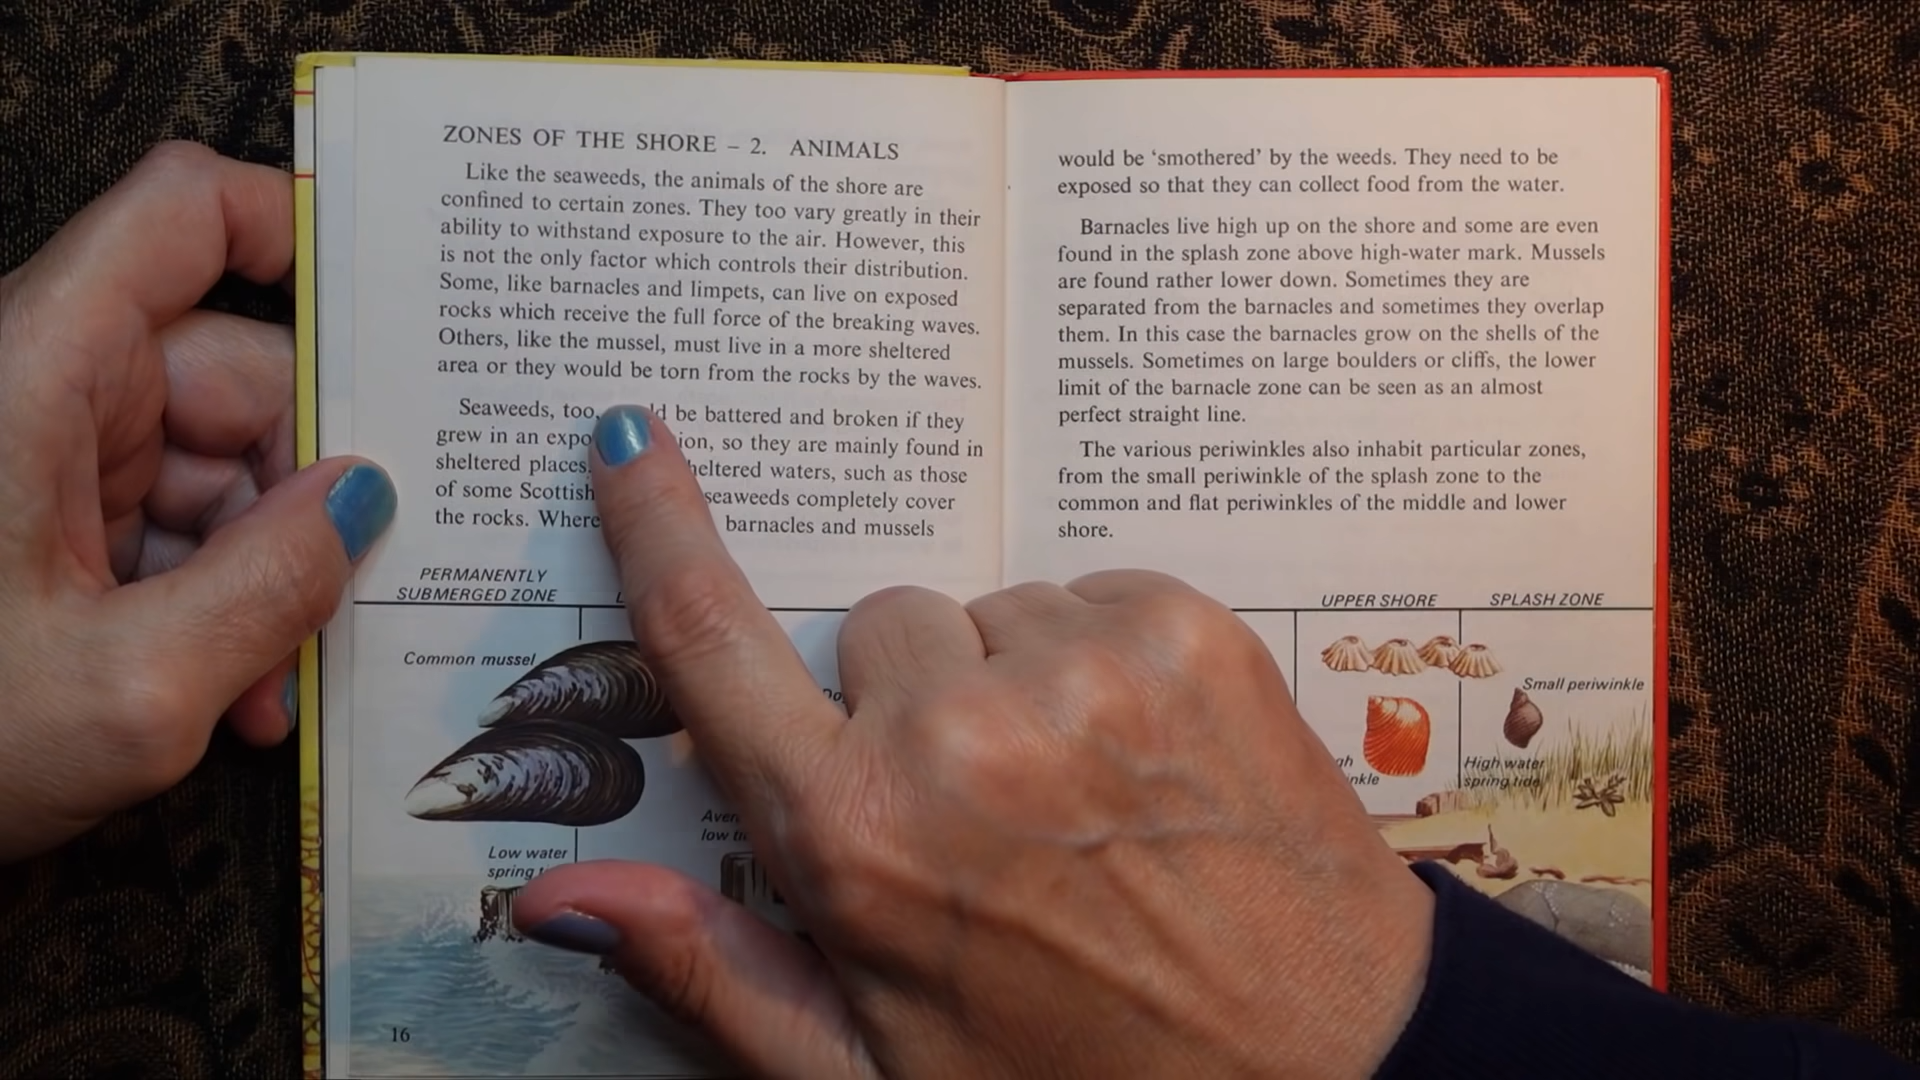 ZONES OF THE SHORE – 2. ANIMALS
Like the seaweeds, the animals of the shore are
confined to certain zones. They too vary greatly in their
ability to withstand exposure to the air. However, this
is not the only factor which controls their distribution.
Some, like barnacles and limpets, can live on exposed
rocks which receive the full force of the breaking waves.
Others, like the mussel, must live in a more sheltered
area or they would be torn from the rocks by the waves.
Seaweeds, too, be battered and broken if they
grew in an so they are mainly found in
sheltered places. waters, such as those
of some Scottish seaweeds completely cover
the rocks. Where barnacles and mussels
PERMANENTLY
SUBMERGED ZONE
Common mussel
low
Low water
spring
16
would be ‘smothered’ by the weeds. They need to be
exposed so that they can collect food from the water.
Barnacles live high up on the shore and some are even
found in the splash zone above high-water mark. Mussels
are found rather lower down. Sometimes they are
separated from the barnacles and sometimes they overlap
them. In this case the barnacles grow on the shells of the
mussels. Sometimes on large boulders or cliffs, the lower
limit of the barnacle zone can be seen as an almost
perfect straight line.
The various periwinkles also inhabit particular zones,
from the small periwinkle of the splash zone to the
common and flat periwinkles of the middle and lower
shore.
UPPER SHORE
SPLASH ZONE
Small periwinkle
High water
spring tide